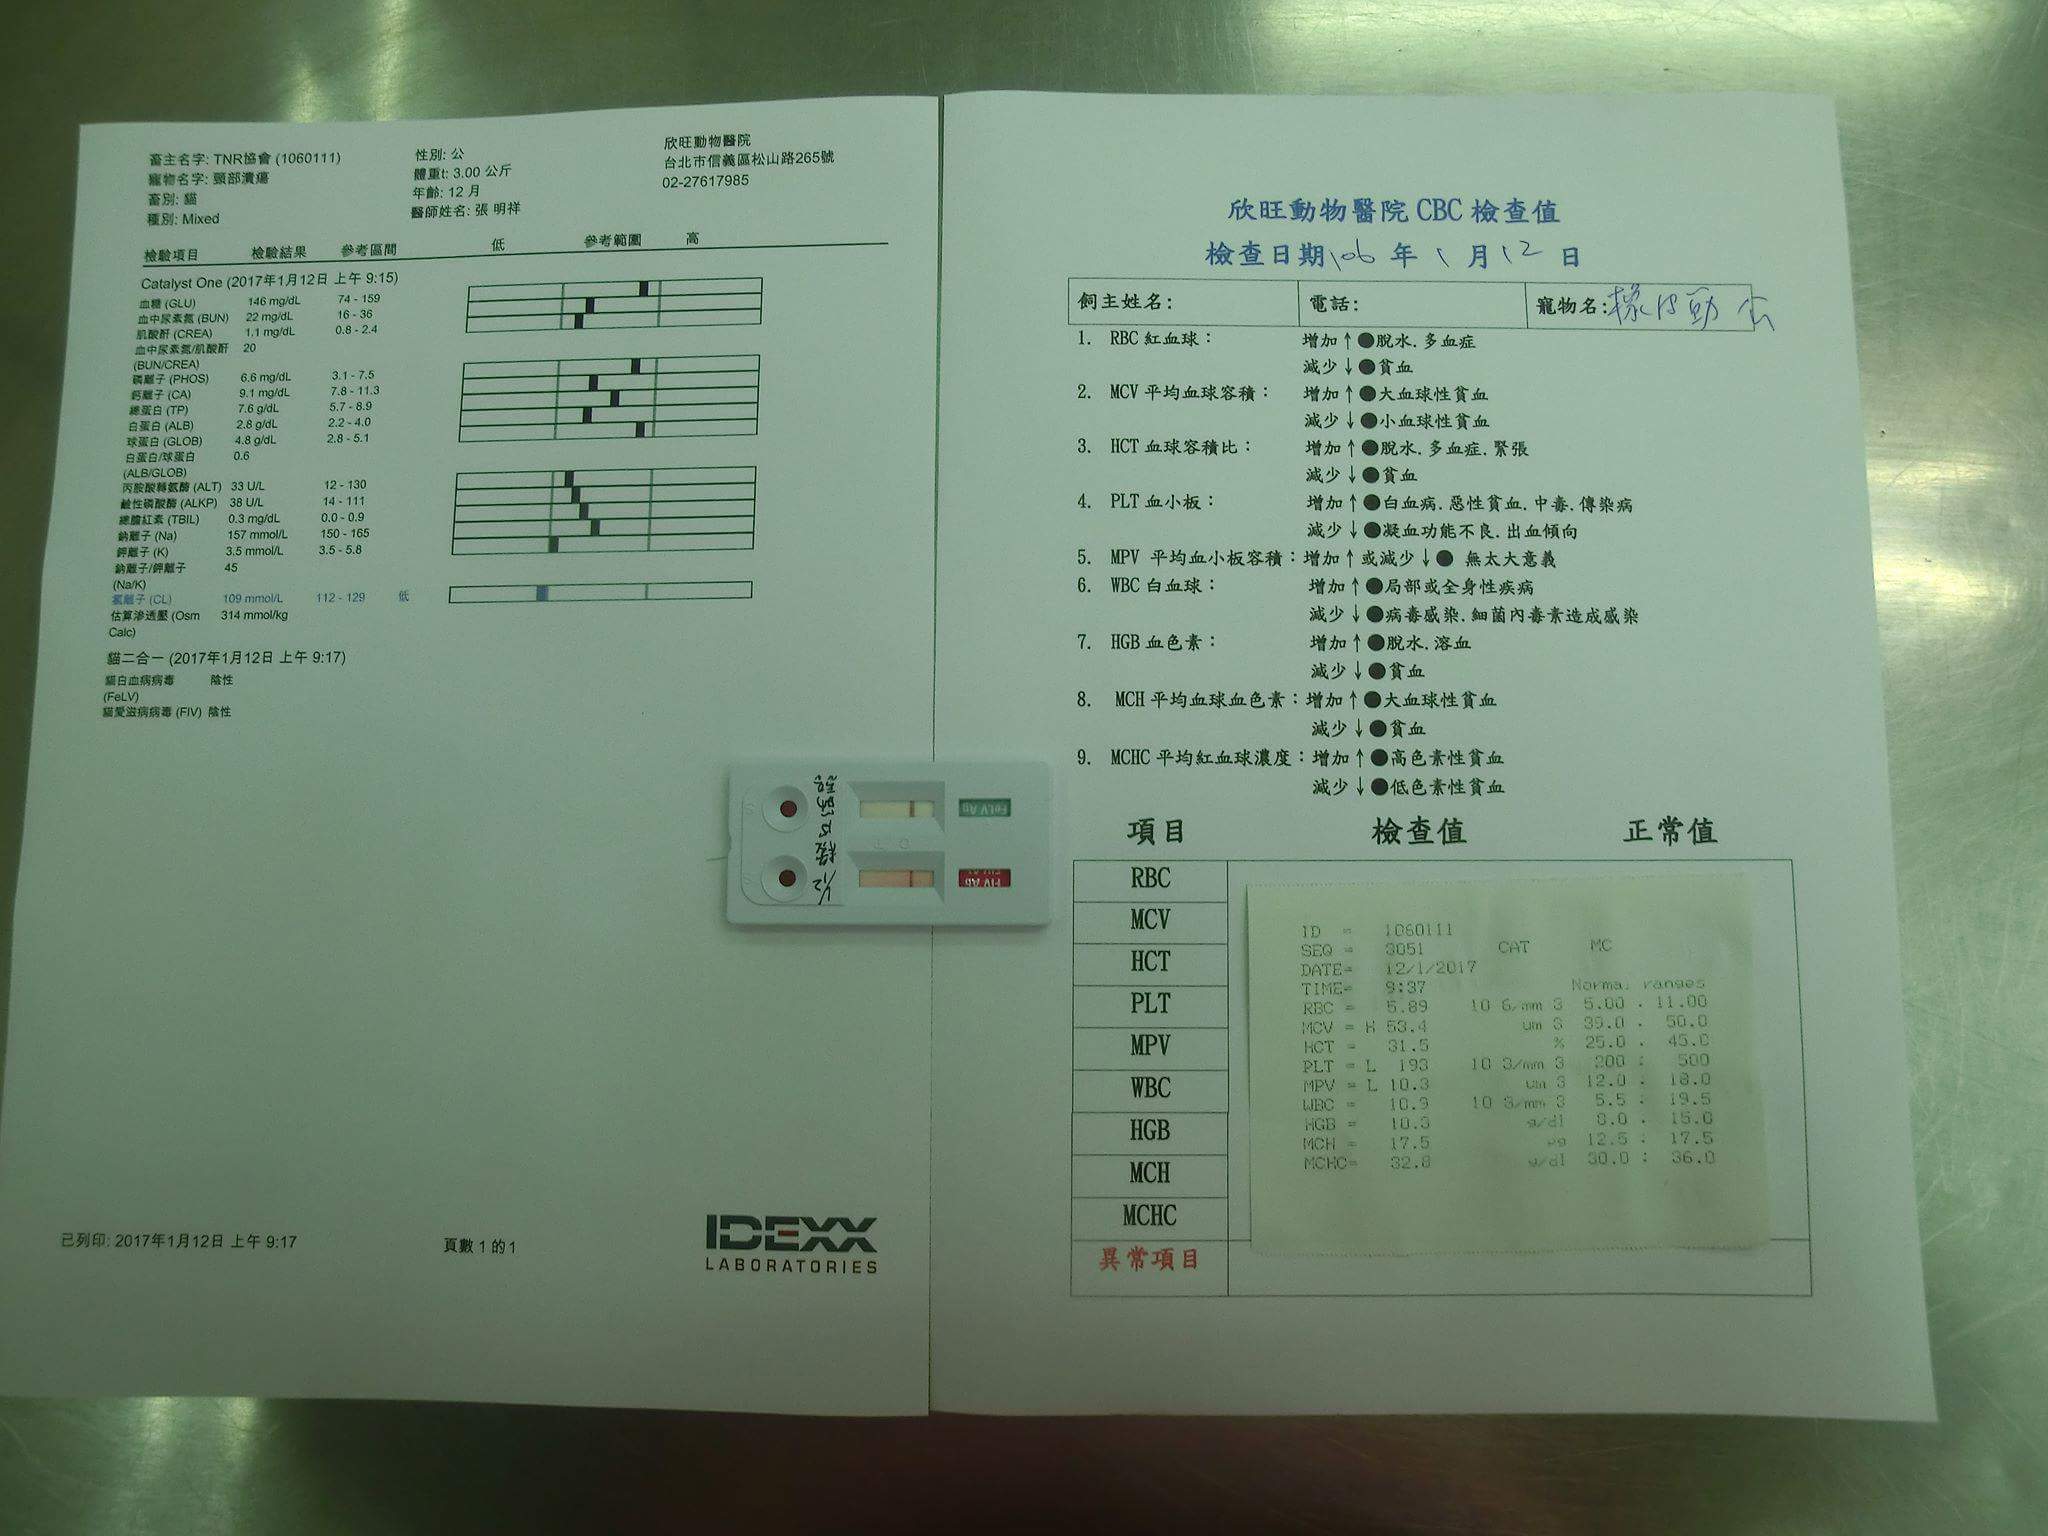 畜主名字: TNR協會 (1060111)
寵物名字: 頸部潰瘍
畜別: 貓
種別: Mixed
性別: 公
體重t: 3.00 公斤
年齡: 12 月
醫師姓名: 張 明祥
欣旺動物醫院
台北市信義區松山路265號
02-27617985
檢驗項目 檢驗結果 參考區間 低 參考範圍 高
Catalyst One (2017年1月12日 上午 9:15)
血糖 (GLU) 146 mg/dL 74 - 159
血中尿素氮 (BUN) 22 mg/dL 16 - 36
肌酸酐 (CREA) 1.1 mg/dL 0.8 - 2.4
血中尿素氮/肌酸酐 20
(BUN/CREA)
磷離子 (PHOS) 6.6 mg/dL 3.1 - 7.5
鈣離子 (CA) 9.1 mg/dL 7.8 - 11.3
總蛋白 (TP) 7.6 g/dL 5.7 - 8.9
白蛋白 (ALB) 2.8 g/dL 2.2 - 4.0
球蛋白 (GLOB) 4.8 g/dL 2.8 - 5.1
白蛋白/球蛋白 0.6
(ALB/GLOB)
丙胺酸轉氨酶 (ALT) 33 U/L 12 - 130
鹼性磷酸酶 (ALKP) 38 U/L 14 - 111
總膽紅素 (TBIL) 0.3 mg/dL 0.0 - 0.9
鈉離子 (Na) 157 mmol/L 150 - 165
鉀離子 (K) 3.5 mmol/L 3.5 - 5.8
鈉離子/鉀離子 45
(Na/K)
氯離子 (CL) 109 mmol/L 112 - 129 低
估算滲透壓 (Osm 314 mmol/kg
Calc)
貓二合一 (2017年1月12日 上午 9:17)
貓白血病病毒 陰性
(FeLV)
貓愛滋病病毒 (FIV) 陰性
已列印: 2017年1月12日 上午 9:17
頁數 1 的 1
IDEXX
LABORATORIES
FeLV Ag
FIV Ab
1/12
欣旺動物醫院 CBC 檢查值
檢查日期 106 年 1 月 12 日
飼主姓名: 電話: 寵物名:
1. RBC 紅血球： 增加↑●脫水.多血症
減少↓●貧血
2. MCV 平均血球容積： 增加↑●大血球性貧血
減少↓●小血球性貧血
3. HCT 血球容積比： 增加↑●脫水.多血症.緊張
減少↓●貧血
4. PLT 血小板： 增加↑●白血病.惡性貧血.中毒.傳染病
減少↓●凝血功能不良.出血傾向
5. MPV 平均血小板容積：增加↑或減少↓● 無太大意義
6. WBC 白血球： 增加↑●局部或全身性疾病
減少↓●病毒感染.細菌內毒素造成感染
7. HGB 血色素： 增加↑●脫水.溶血
減少↓●貧血
8. MCH 平均血球血色素：增加↑●大血球性貧血
減少↓●貧血
9. MCHC 平均紅血球濃度：增加↑●高色素性貧血
減少↓●低色素性貧血
項目 檢查值 正常值
RBC
MCV
HCT
PLT
MPV
WBC
HGB
MCH
MCHC
異常項目
ID = 1060111
SEQ = 3051 CAT MC
DATE= 12/1/2017
TIME= 9:37 Normal ranges
RBC = 5.89 10 6/mm 3 5.00 - 11.00
MCV = H 53.4 um 3 39.0 - 50.0
HCT = 31.5 % 25.0 - 45.0
PLT = L 193 10 3/mm 3 200 : 500
MPV = L 10.3 um 3 12.0 - 18.0
WBC = 10.9 10 3/mm 3 5.5 : 19.5
HGB = 10.3 g/dl 8.0 - 15.0
MCH = 17.5 pg 12.5 : 17.5
MCHC= 32.8 g/dl 30.0 : 36.0